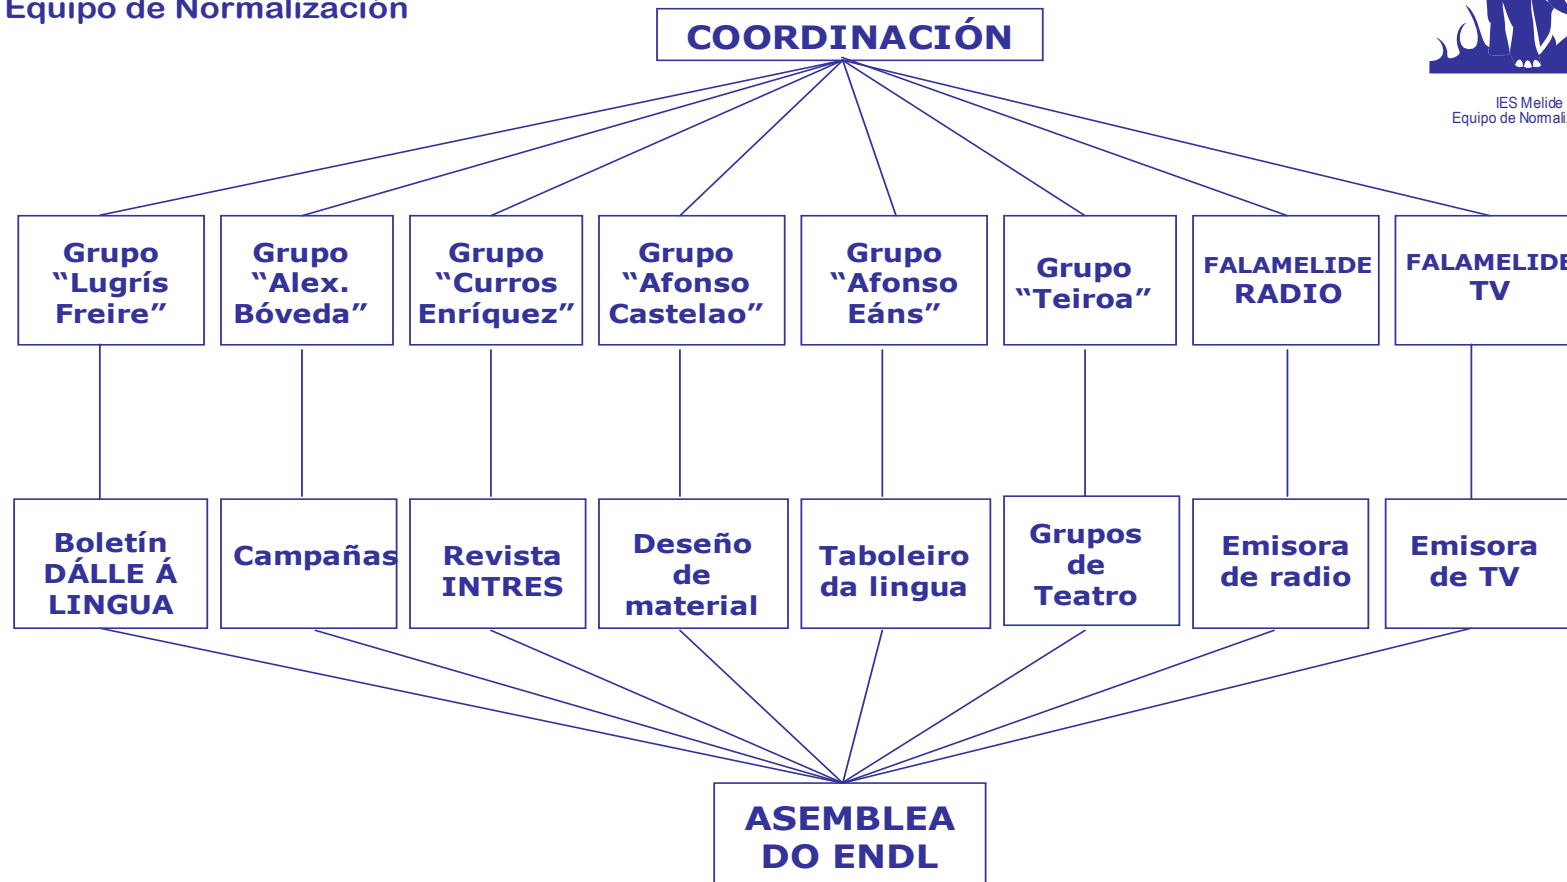 Equipo de Normalización
COORDINACIÓN
IES Melide
Equipo de Normali
Grupo
“Lugrís
Freire”
Grupo
“Alex.
Bóveda”
Grupo
“Curros
Enríquez”
Grupo
“Afonso
Castelao”
Grupo
“Afonso
Eáns”
Grupo
“Teiroa”
FALAMELIDE
RADIO
FALAMELIDE
TV
Boletín
DÁLLE Á
LINGUA
Campañas
Revista
INTRES
Deseño
de
material
Taboleiro
da lingua
Grupos
de
Teatro
Emisora
de radio
Emisora
de TV
ASEMBLEA
DO ENDL